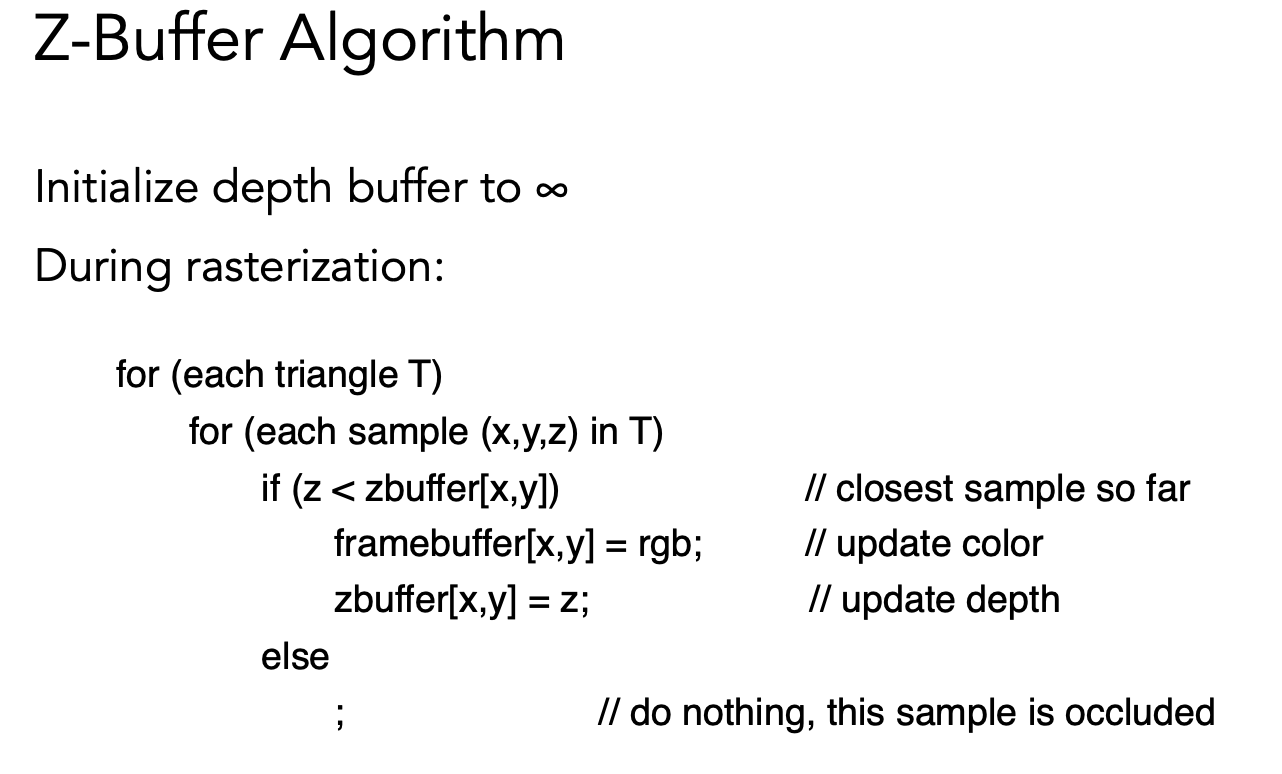 Z-Buffer Algorithm
Initialize depth buffer to ∞
During rasterization:
for (each triangle T)
for (each sample (x,y,z) in T)
if (z < zbuffer[x,y]) // closest sample so far
framebuffer[x,y] = rgb; // update color
zbuffer[x,y] = z; // update depth
else
; // do nothing, this sample is occluded